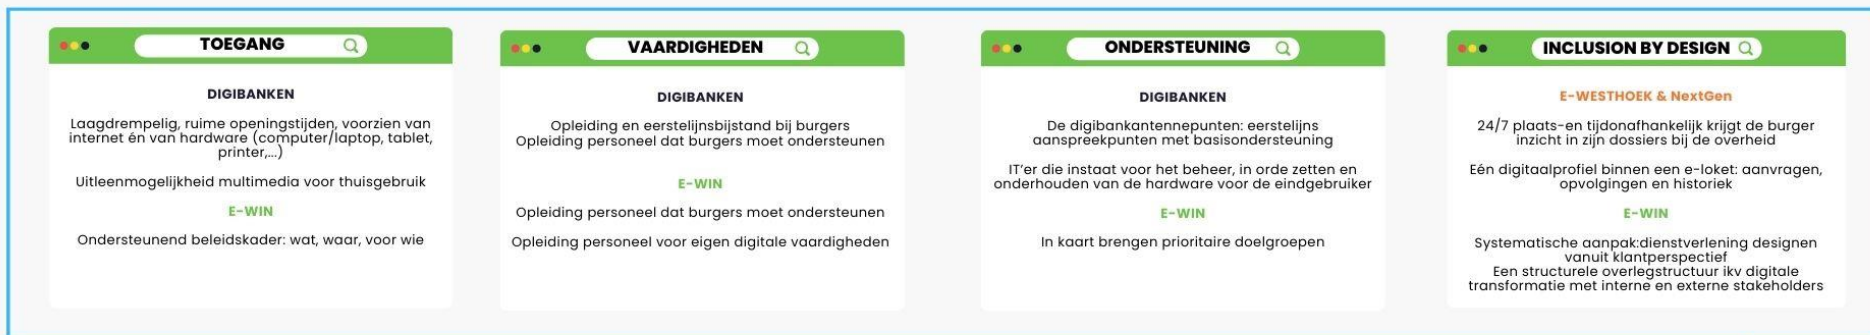 TOEGANG
DIGIBANKEN
Laagdrempelig, ruime openingstijden, voorzien van
internet én van hardware (computer/laptop, tablet,
printer,...)
Uitleenmogelijkheid multimedia voor thuisgebruik
E-WIN
Ondersteunend beleidskader: wat, waar, voor wie
VAARDIGHEDEN
DIGIBANKEN
Opleiding en eerstelijnsbijstand bij burgers
Opleiding personeel dat burgers moet ondersteunen
E-WIN
Opleiding personeel dat burgers moet ondersteunen
Opleiding personeel voor eigen digitale vaardigheden
ONDERSTEUNING
DIGIBANKEN
De digibankantennepunten: eerstelijns
aanspreekpunten met basisondersteuning
IT'er die instaat voor het beheer, in orde zetten en
onderhouden van de hardware voor de eindgebruiker
E-WIN
In kaart brengen prioritaire doelgroepen
INCLUSION BY DESIGN
E-WESTHOEK & NextGen
24/7 plaats-en tijdonafhankelijk krijgt de burger
inzicht in zijn dossiers bij de overheid
Eén digitaalprofiel binnen een e-loket: aanvragen,
opvolgingen en historiek
E-WIN
Systematische aanpak:dienstverlening designen
vanuit klantperspectief
Een structurele overlegstructuur ikv digitale
transformatie met interne en externe stakeholders